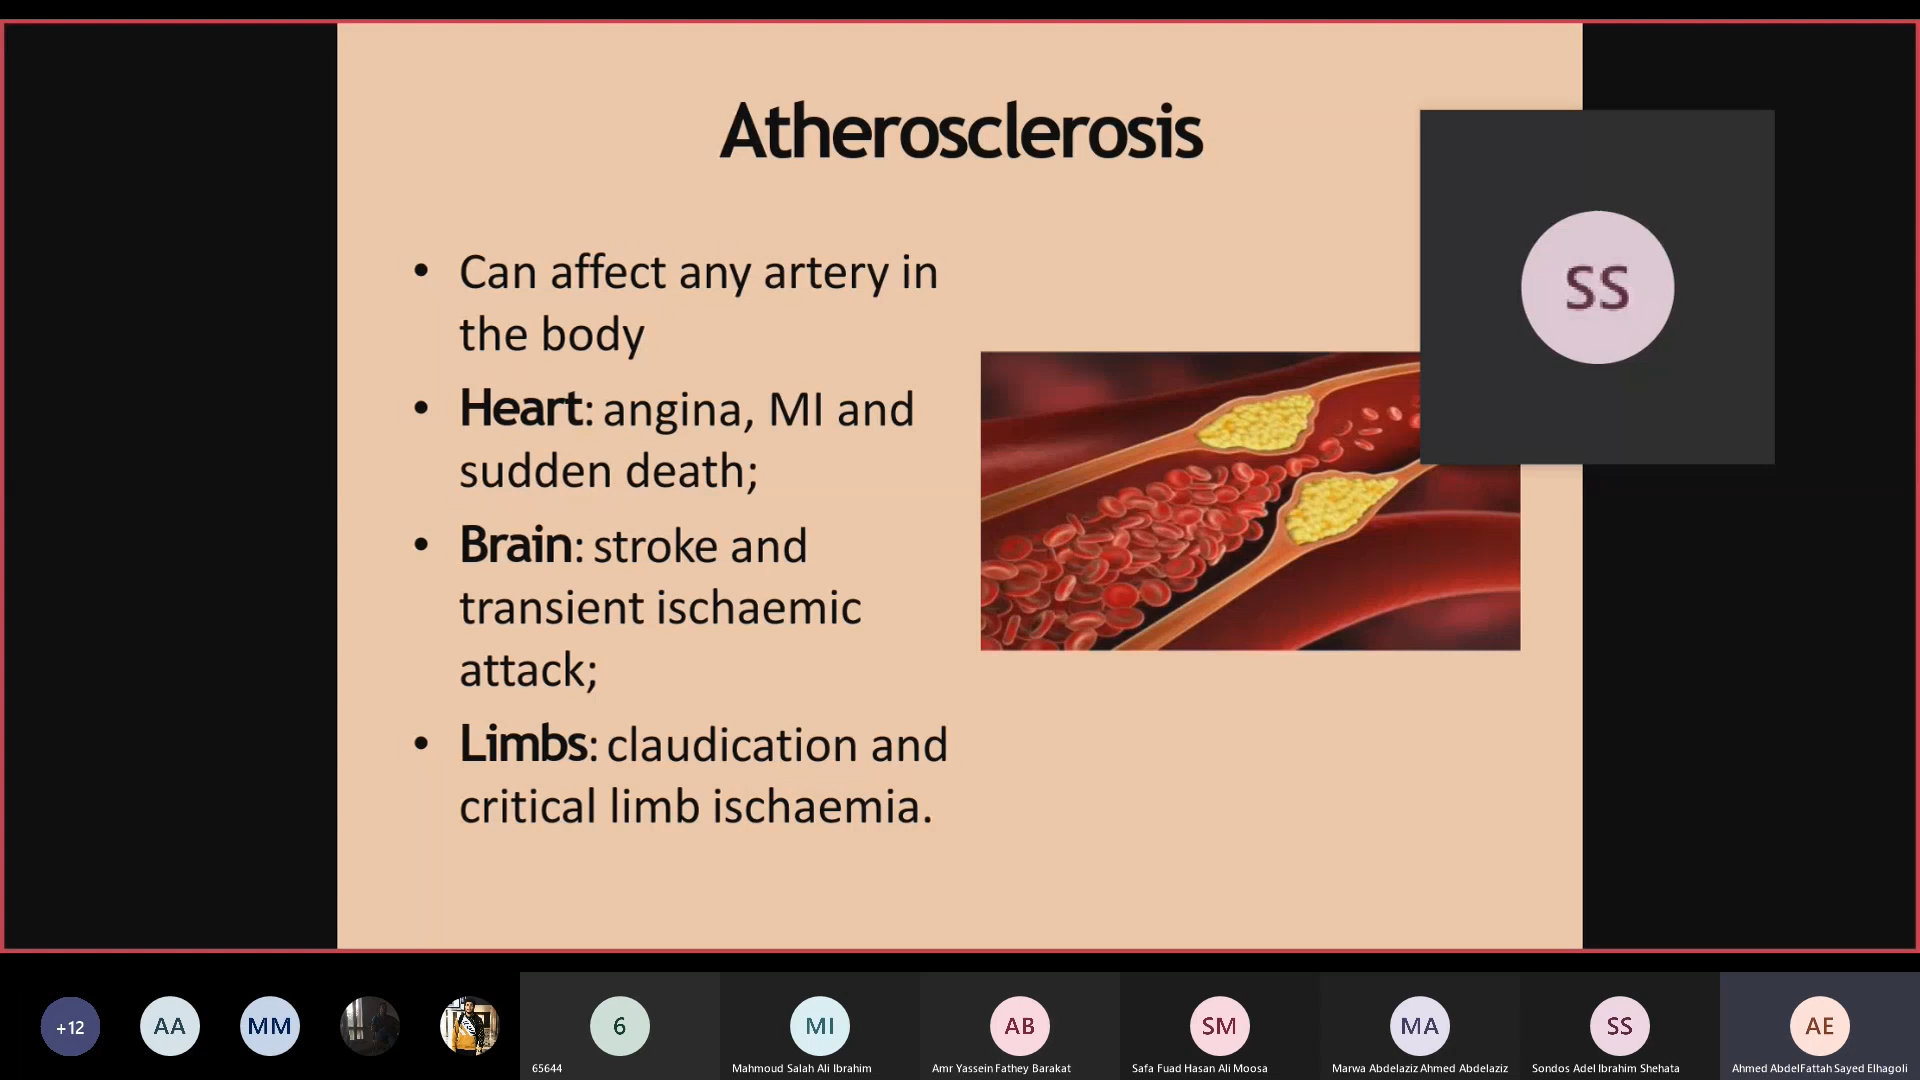 Atherosclerosis
• Can affect any artery in
the body
• Heart: angina, MI and
sudden death;
• Brain: stroke and
transient ischaemic
attack;
• Limbs: claudication and
critical limb ischaemia.
SS
+12
AA
MM
6
MI
AB
SM
MA
SS
AE
65644
Mahmoud Salah Ali Ibrahim
Amr Yassein Fathey Barakat
Safa Fuad Hasan Ali Moosa
Marwa Abdelaziz Ahmed Abdelaziz
Sondos Adel Ibrahim Shehata
Ahmed AbdelFattah Sayed Elhagoli